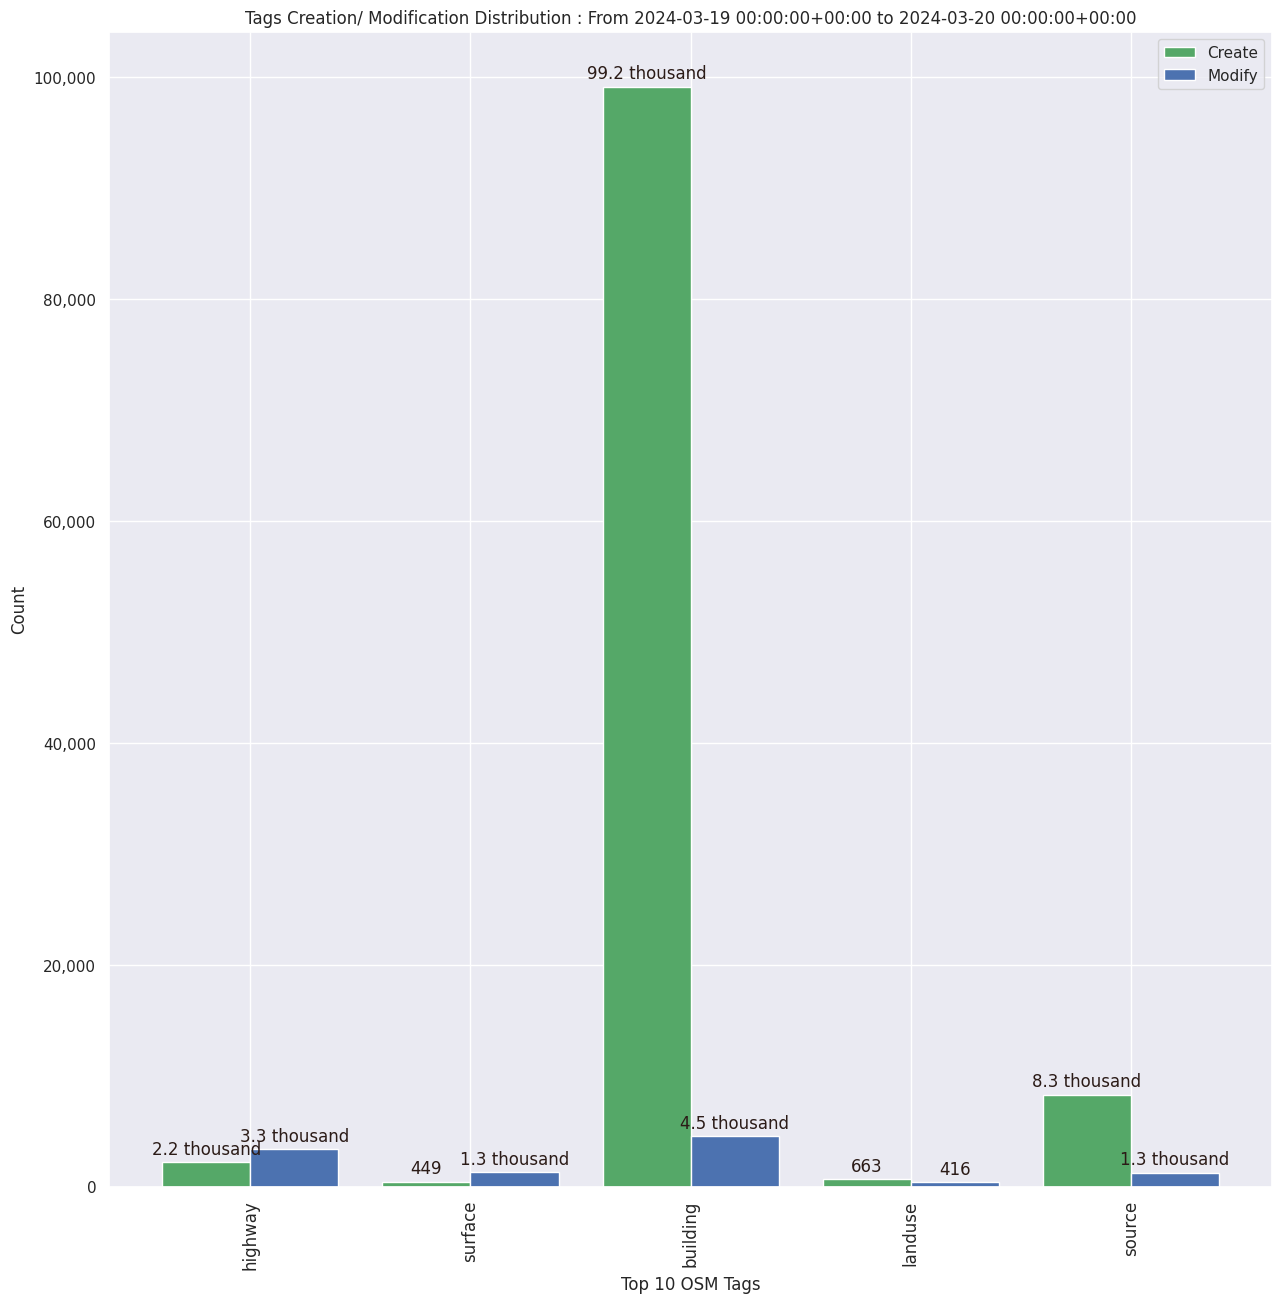 Tags Creation/ Modification Distribution : From 2024-03-19 00:00:00+00:00 to 2024-03-20 00:00:00+00:00
Create
Modify
100,000
80,000
60,000
40,000
20,000
0
Count
99.2 thousand
8.3 thousand
4.5 thousand
3.3 thousand
2.2 thousand
449
1.3 thousand
663
416
1.3 thousand
highway
surface
building
landuse
source
Top 10 OSM Tags